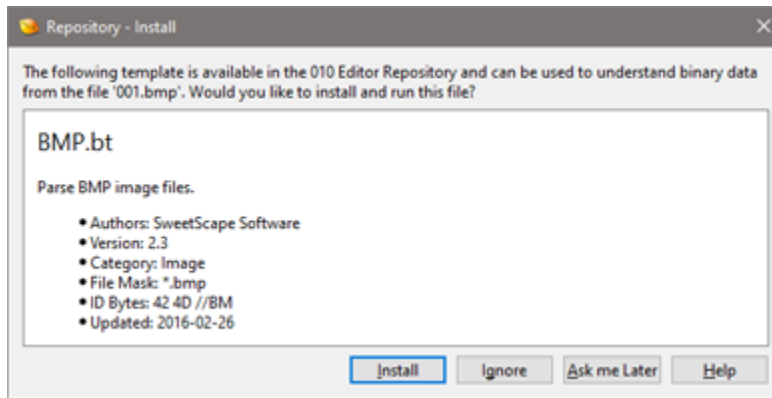 Repository - Install
The following template is available in the 010 Editor Repository and can be used to understand binary data
from the file '001.bmp'. Would you like to install and run this file?
BMP.bt
Parse BMP image files.
• Authors: SweetScape Software
• Version: 2.3
• Category: Image
• File Mask: *.bmp
• ID Bytes: 42 4D //BM
• Updated: 2016-02-26
Install Ignore Ask me Later Help